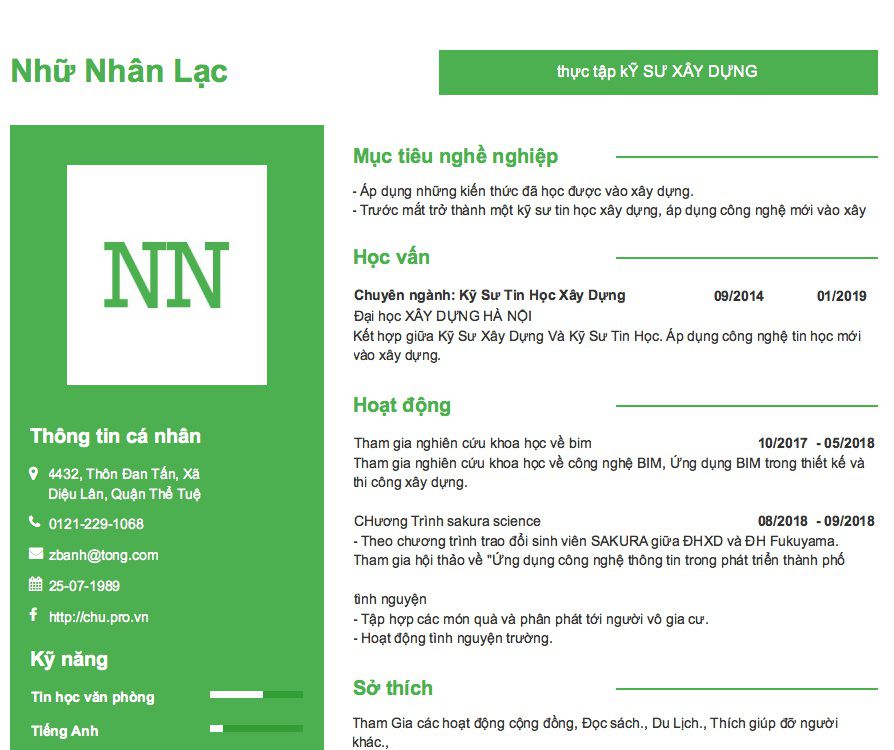 Nhữ Nhân Lạc
thực tập kỸ SƯ XÂY DỰNG
NN
Thông tin cá nhân
4432, Thôn Đan Tấn, Xã
Diệu Lân, Quận Thể Tuệ
0121-229-1068
zbanh@tong.com
25-07-1989
http://chu.pro.vn
Kỹ năng
Tin học văn phòng
Tiếng Anh
Mục tiêu nghề nghiệp
- Áp dụng những kiến thức đã học được vào xây dựng.
- Trước mắt trở thành một kỹ sư tin học xây dựng, áp dụng công nghệ mới vào xây
Học vấn
Chuyên ngành: Kỹ Sư Tin Học Xây Dựng 09/2014 01/2019
Đại học XÂY DỰNG HÀ NỘI
Kết hợp giữa Kỹ Sư Xây Dựng Và Kỹ Sư Tin Học. Áp dụng công nghệ tin học mới
vào xây dựng.
Hoạt động
Tham gia nghiên cứu khoa học về bim 10/2017 - 05/2018
Tham gia nghiên cứu khoa học về công nghệ BIM, Ứng dụng BIM trong thiết kế và
thi công xây dựng.
CHương Trình sakura science 08/2018 - 09/2018
- Theo chương trình trao đổi sinh viên SAKURA giữa ĐHXD và ĐH Fukuyama.
Tham gia hội thảo về "Ứng dụng công nghệ thông tin trong phát triển thành phố
tình nguyện
- Tập hợp các món quà và phân phát tới người vô gia cư.
- Hoạt động tình nguyện trường.
Sở thích
Tham Gia các hoạt động cộng đồng, Đọc sách., Du Lịch., Thích giúp đỡ người
khác.,